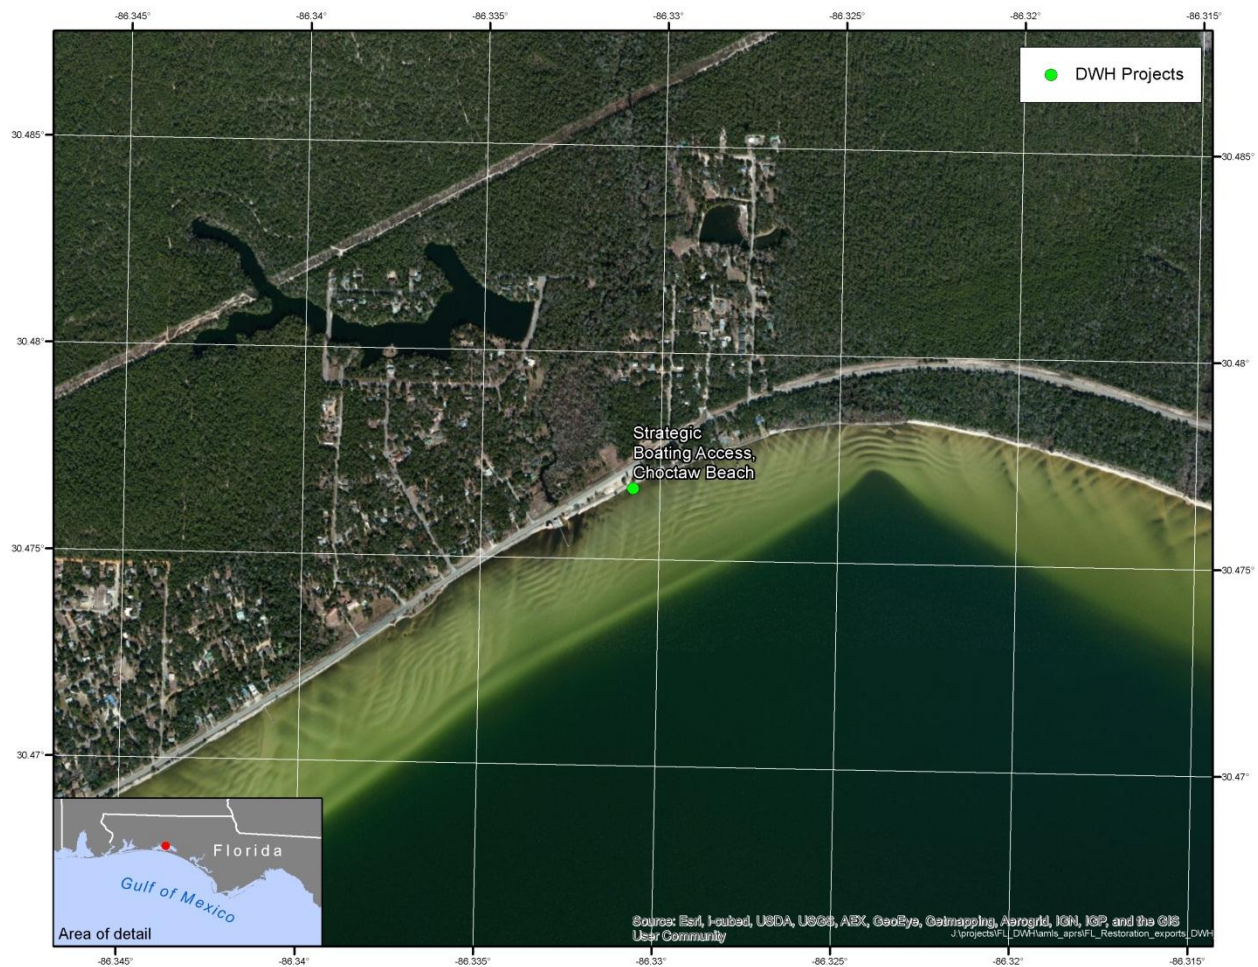 -86.345° -86.34° -86.335° -86.33° -86.325° -86.32° -86.315°
DWH Projects
30.485°
30.485°
30.48°
30.48°
Strategic
Boating Access,
Choctaw Beach
30.475°
30.475°
30.47°
30.47°
Florida
Gulf of Mexico
Area of detail
Source: Esri, i-cubed, USDA, USGS, AEX, GeoEye, Getmapping, Aerogrid, IGN, IGP, and the GIS
User Community
J:\projects\FL_DWH\amls_aprs\FL_Restoration_exports_DWH
-86.345° -86.34° -86.335° -86.33° -86.325° -86.32° -86.315°